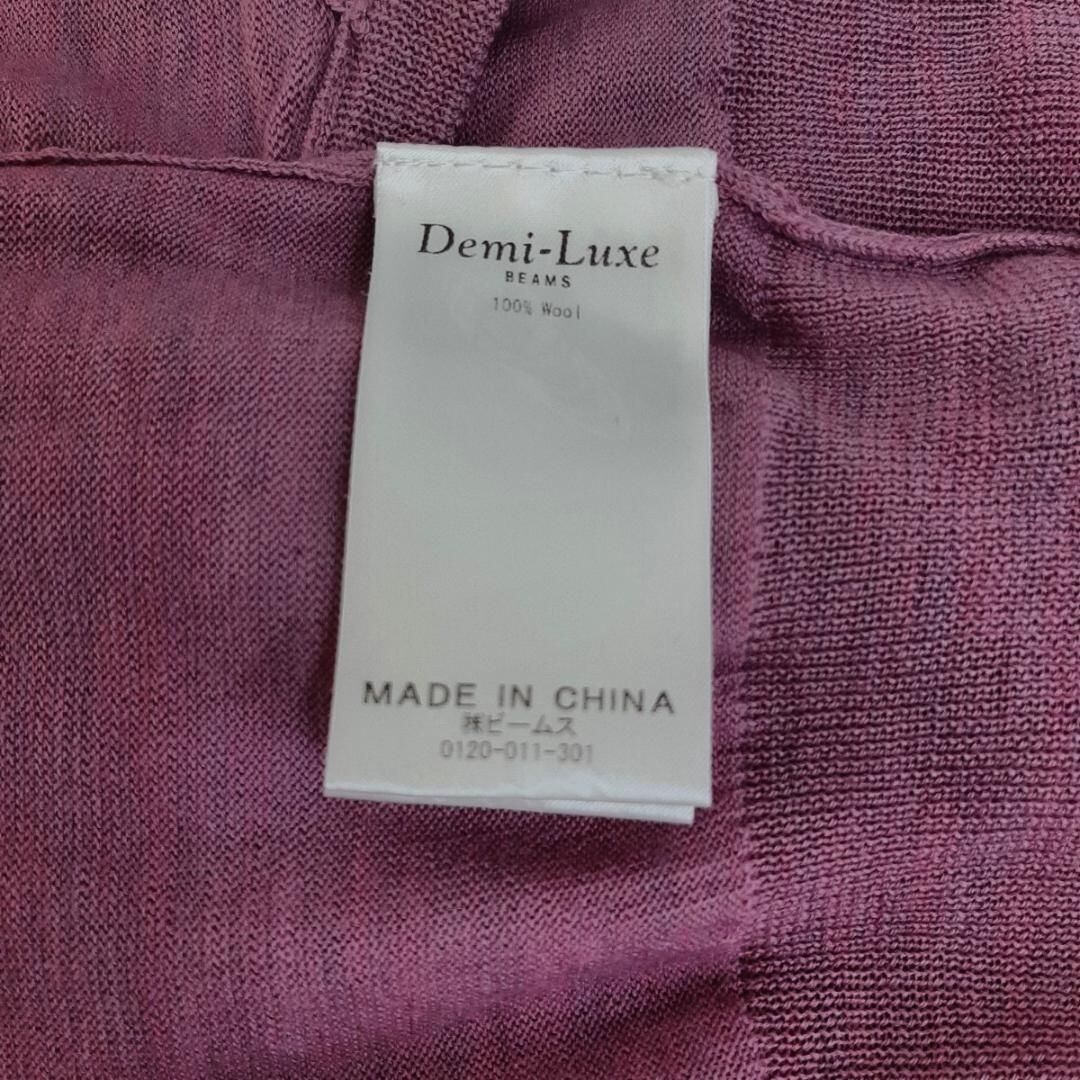 Demi-Luxe
BEAMS
100% Wool
MADE IN CHINA
㈱ビームス
0120-011-301